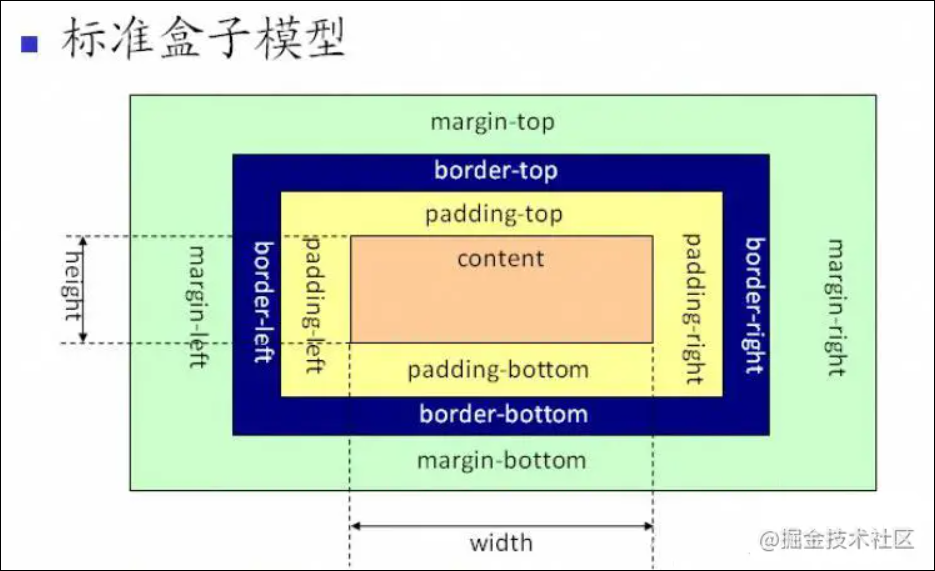 标准盒子模型
margin-top
border-top
padding-top
content
height
margin-left
border-left
padding-left
padding-right
border-right
margin-right
padding-bottom
border-bottom
margin-bottom
width
@掘金技术社区